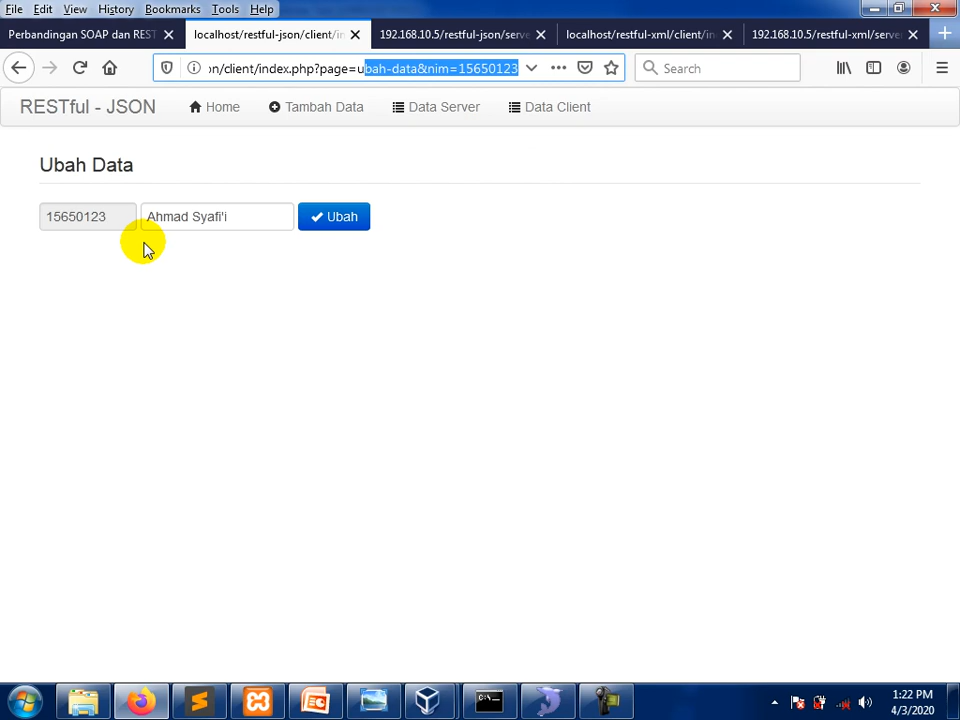 File Edit View History Bookmarks Tools Help
Perbandingan SOAP dan REST localhost/restful-json/client/in 192.168.10.5/restful-json/serve localhost/restful-xml/client/in 192.168.10.5/restful-xml/serve
on/client/index.php?page=ubah-data&nim=15650123 Search
RESTful - JSON Home Tambah Data Data Server Data Client
Ubah Data
15650123 Ahmad Syafi'i Ubah
1:22 PM
4/3/2020